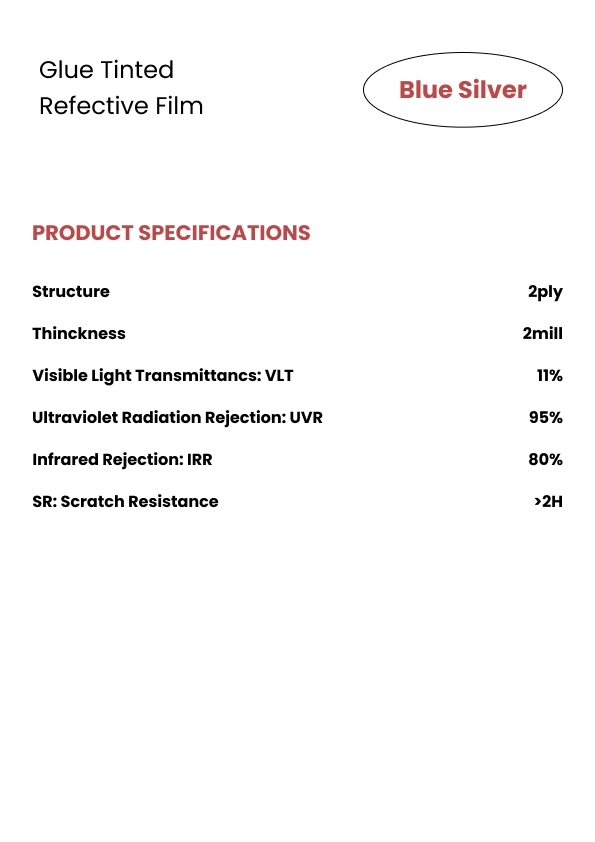 Glue Tinted
Refective Film
Blue Silver
PRODUCT SPECIFICATIONS
Structure 2ply
Thinckness 2mill
Visible Light Transmittancs: VLT 11%
Ultraviolet Radiation Rejection: UVR 95%
Infrared Rejection: IRR 80%
SR: Scratch Resistance >2H